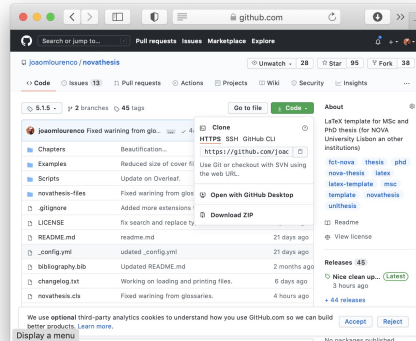 github.com
Search or jump to...
Pull requests Issues Marketplace Explore
joaomlourenco / novathesis
Unwatch 28
Star 95
Fork 38
Code
Issues 13
Pull requests
Actions
Projects
Wiki
Security
Insights
5.1.5
2 branches
45 tags
Go to file
Code
joaomlourenco Fixed warining from glo...
Chapters Beautification...
Examples Reduced size of cover fil
Scripts Update on Overleaf.
novathesis-files Fixed warining from glos
.gitignore Added more extensions
LICENSE fix search and replace ty
README.md readme.md 21 days ago
_config.yml udated _config.yml 21 days ago
bibliography.bib Updated README.md 2 months ago
changelog.txt Working on loading and printing files. 6 days ago
novathesis.cls Fixed warining from glossaries. 4 hours ago
Clone
HTTPS SSH GitHub CLI
https://github.com/joac
Use Git or checkout with SVN using
the web URL.
Open with GitHub Desktop
Download ZIP
About
LaTeX template for MSc and
PhD thesis (for NOVA
University Lisbon an other
institutions)
fct-nova thesis phd
nova-thesis latex
latex-template msc
template novathesis
unlthesis
Readme
View license
Releases 45
Nice clean up... Latest
3 hours ago
+ 44 releases
We use optional third-party analytics cookies to understand how you use GitHub.com so we can build
better products. Learn more.
Accept
Reject
Display a menu
No packages published